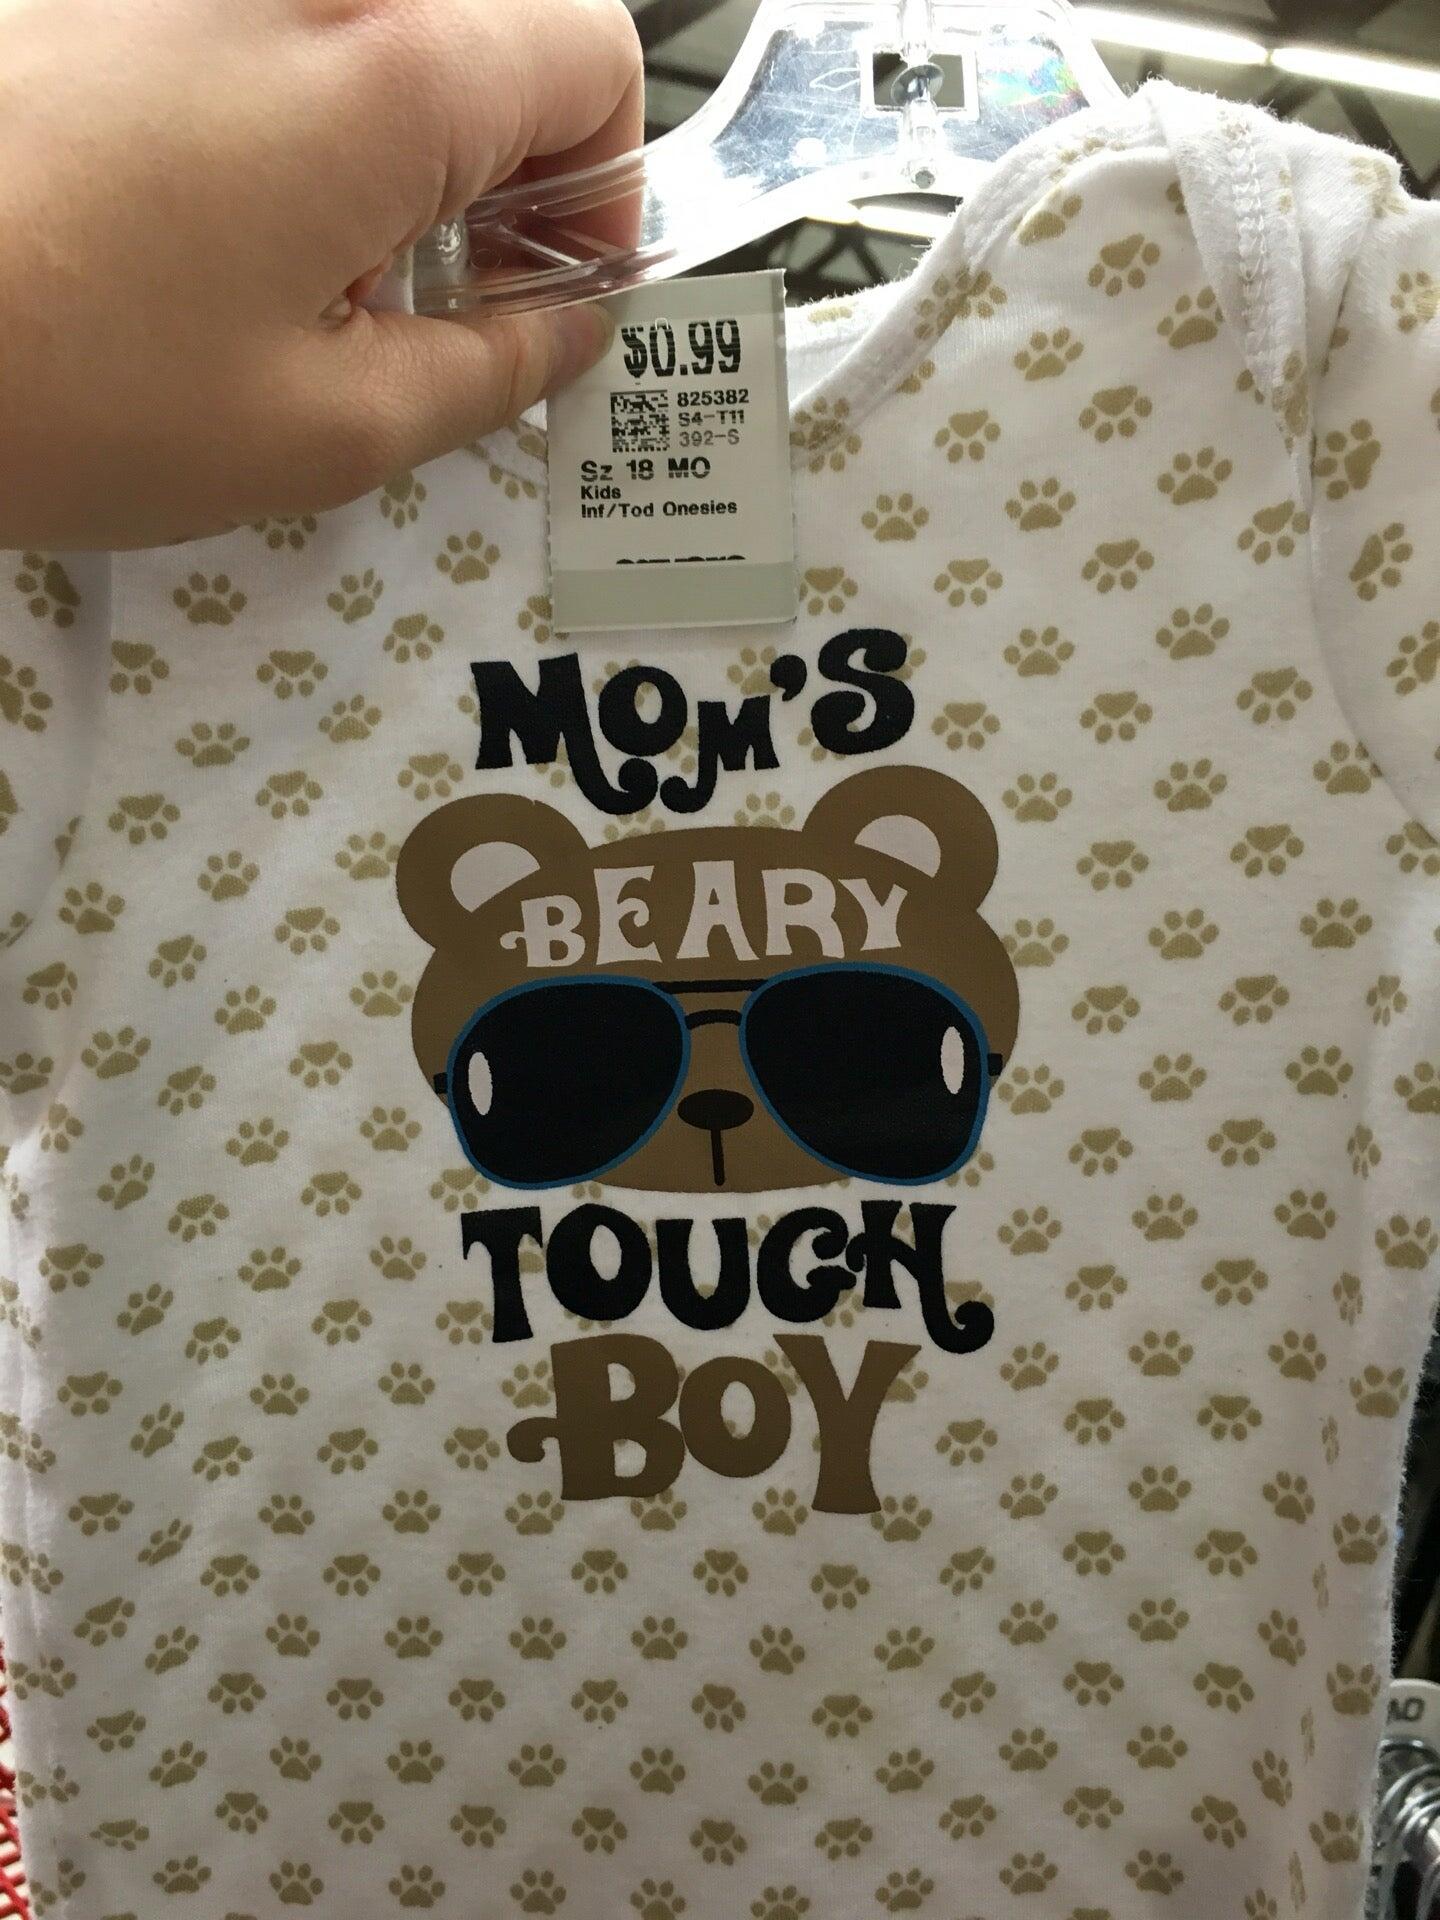 $0.99
825382
S4-T11
392-S
Sz 18 MO
Kids
Inf/Tod Onesies
MOM'S
BEARY
TOUGH
BOY